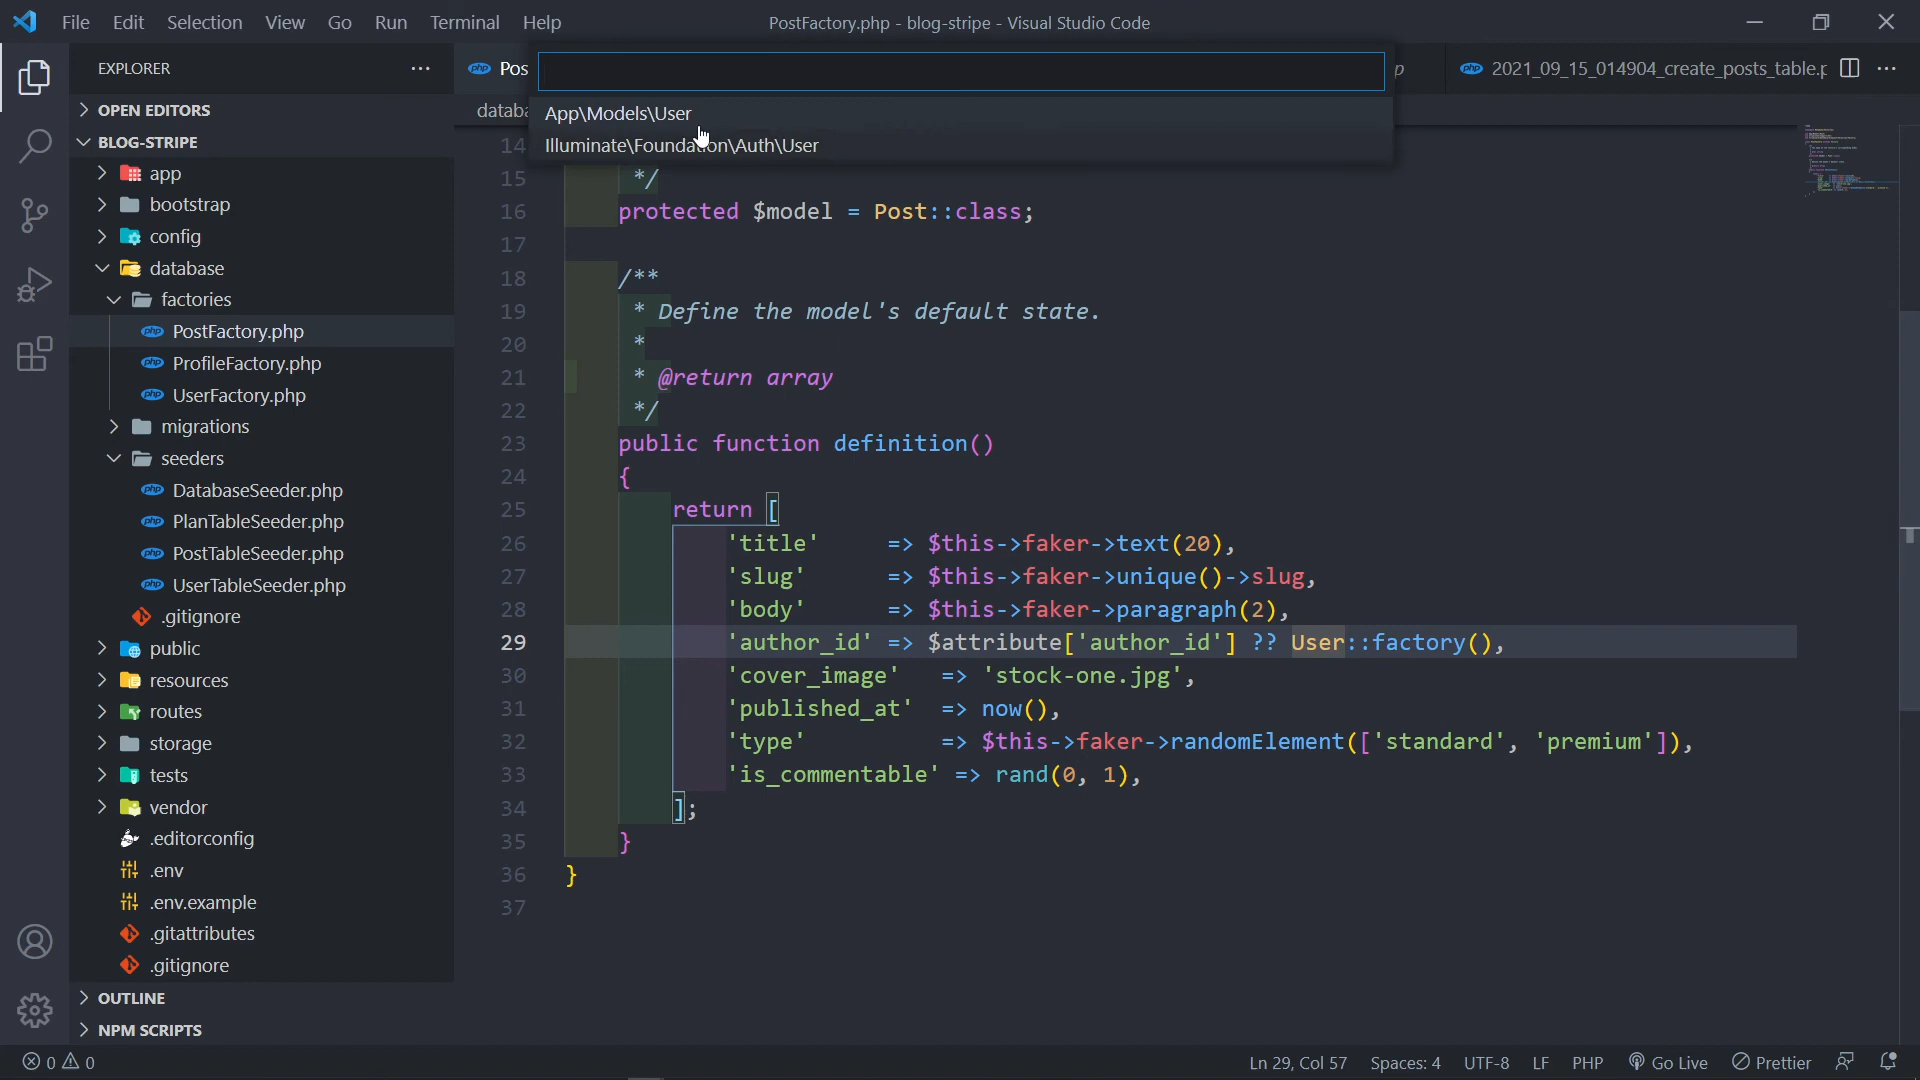 File Edit Selection View Go Run Terminal Help
PostFactory.php - blog-stripe - Visual Studio Code
EXPLORER
OPEN EDITORS
BLOG-STRIPE
app
bootstrap
config
database
factories
PostFactory.php
ProfileFactory.php
UserFactory.php
migrations
seeders
DatabaseSeeder.php
PlanTableSeeder.php
PostTableSeeder.php
UserTableSeeder.php
.gitignore
public
resources
routes
storage
tests
vendor
.editorconfig
.env
.env.example
.gitattributes
.gitignore
OUTLINE
NPM SCRIPTS
php Pos
p
php 2021_09_15_014904_create_posts_table.p
databa
App\Models\User
Illuminate\Foundation\Auth\User
14
15 */
16 protected $model = Post::class;
17
18 /**
19 * Define the model's default state.
20 *
21 * @return array
22 */
23 public function definition()
24 {
25 return [
26 'title' => $this->faker->text(20),
27 'slug' => $this->faker->unique()->slug,
28 'body' => $this->faker->paragraph(2),
29 'author_id' => $attribute['author_id'] ?? User::factory(),
30 'cover_image' => 'stock-one.jpg',
31 'published_at' => now(),
32 'type' => $this->faker->randomElement(['standard', 'premium']),
33 'is_commentable' => rand(0, 1),
34 ];
35 }
36 }
37
0 0
Ln 29, Col 57 Spaces: 4 UTF-8 LF PHP Go Live Prettier